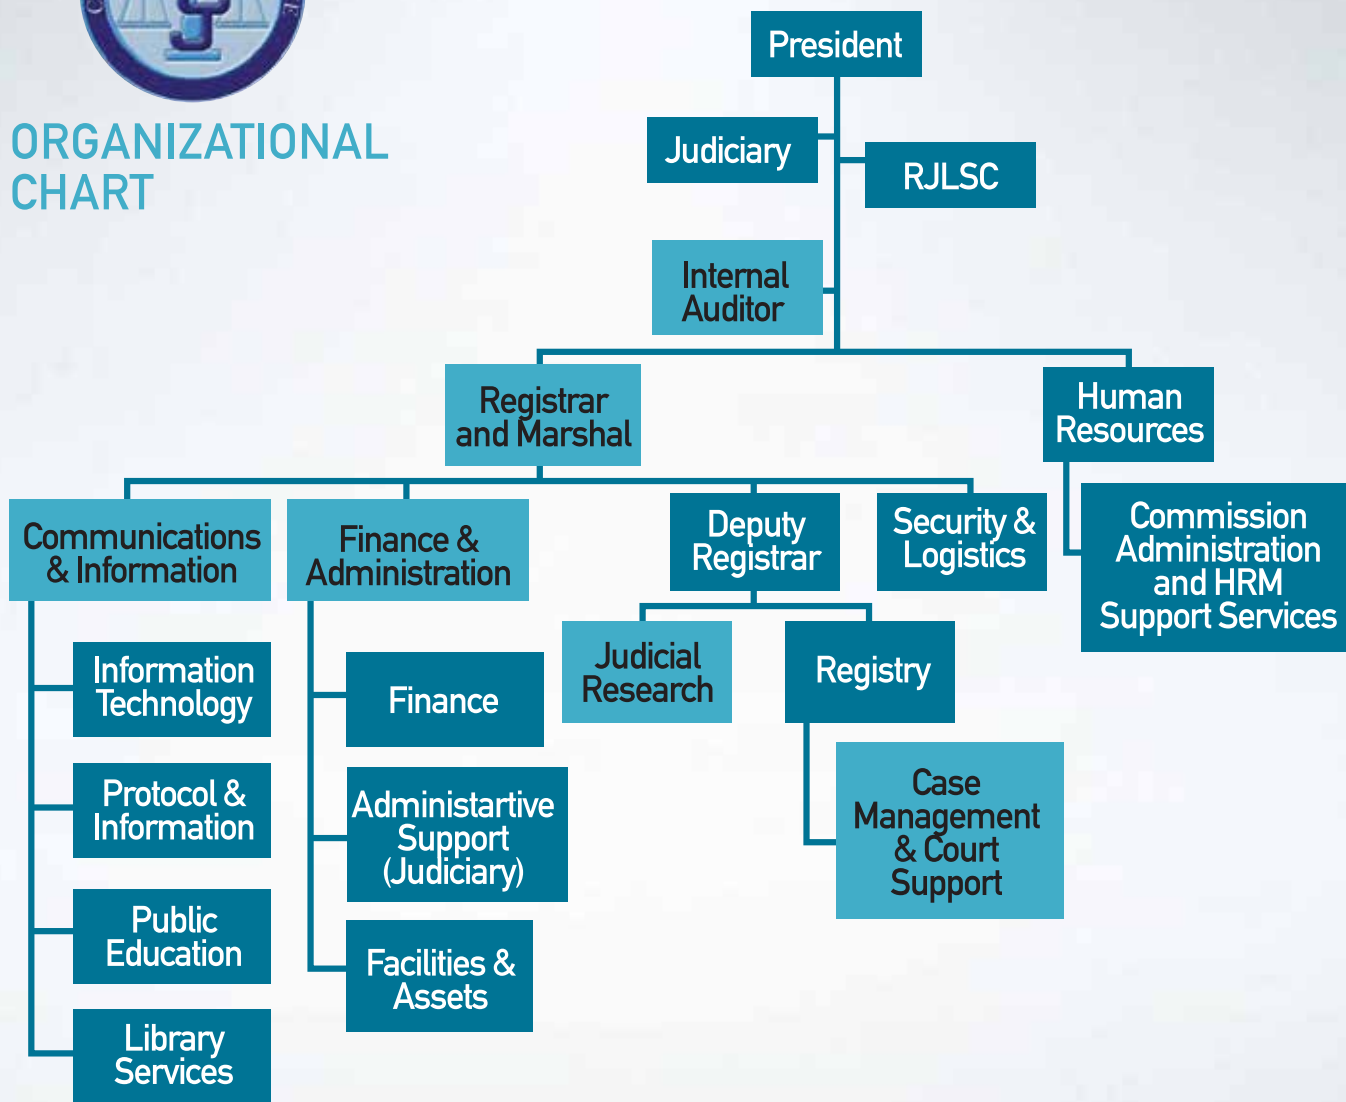 ORGANIZATIONAL
CHART
President
Judiciary
RJLSC
Internal
Auditor
Registrar
and Marshal
Human
Resources
Communications
& Information
Finance &
Administration
Deputy
Registrar
Security &
Logistics
Commission
Administration
and HRM
Support Services
Information
Technology
Protocol &
Information
Public
Education
Library
Services
Finance
Administartive
Support
(Judiciary)
Facilities &
Assets
Judicial
Research
Registry
Case
Management
& Court
Support